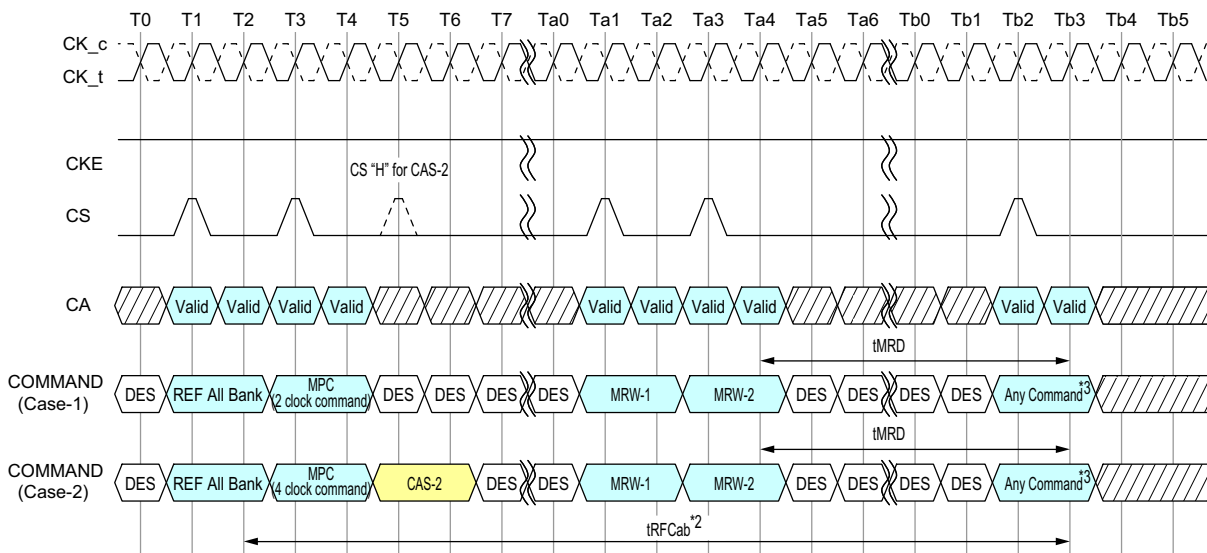 T0 T1 T2 T3 T4 T5 T6 T7 Ta0 Ta1 Ta2 Ta3 Ta4 Ta5 Ta6 Tb0 Tb1 Tb2 Tb3 Tb4 Tb5
CK_c
CK_t
CKE
CS “H” for CAS-2
CS
CA Valid Valid Valid Valid Valid Valid Valid Valid Valid Valid
tMRD
COMMAND
(Case-1)
DES REF All Bank MPC
(2 clock command)
DES DES DES DES MRW-1 MRW-2 DES DES DES DES Any Command*3
tMRD
COMMAND
(Case-2)
DES REF All Bank MPC
(4 clock command)
CAS-2 DES DES MRW-1 MRW-2 DES DES DES DES Any Command*3
tRFCab*2